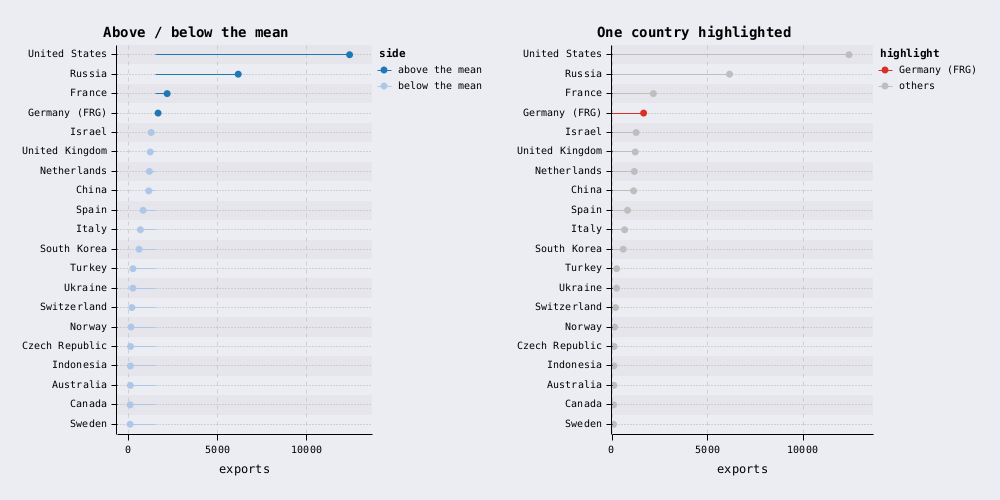 Above / below the mean
United States
Russia
France
Germany (FRG)
Israel
United Kingdom
Netherlands
China
Spain
Italy
South Korea
Turkey
Ukraine
Switzerland
Norway
Czech Republic
Indonesia
Australia
Canada
Sweden
0 5000 10000
exports
side
above the mean
below the mean
One country highlighted
United States
Russia
France
Germany (FRG)
Israel
United Kingdom
Netherlands
China
Spain
Italy
South Korea
Turkey
Ukraine
Switzerland
Norway
Czech Republic
Indonesia
Australia
Canada
Sweden
0 5000 10000
exports
highlight
Germany (FRG)
others